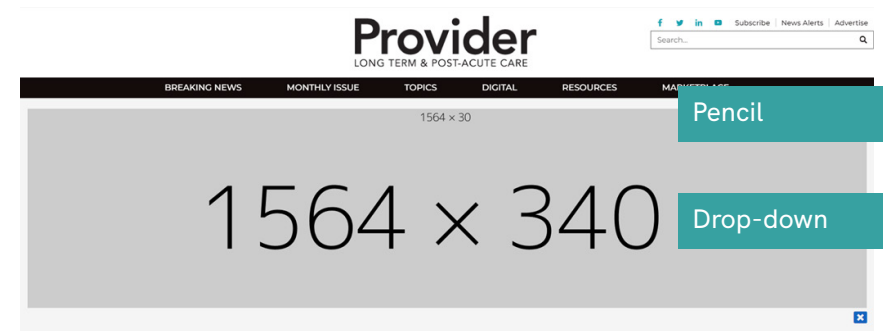 Provider
LONG TERM & POST-ACUTE CARE
Subscribe | News Alerts | Advertise
Search...
BREAKING NEWS MONTHLY ISSUE TOPICS DIGITAL RESOURCES MARKETPLACE
1564 × 30
Pencil
1564 × 340
Drop-down